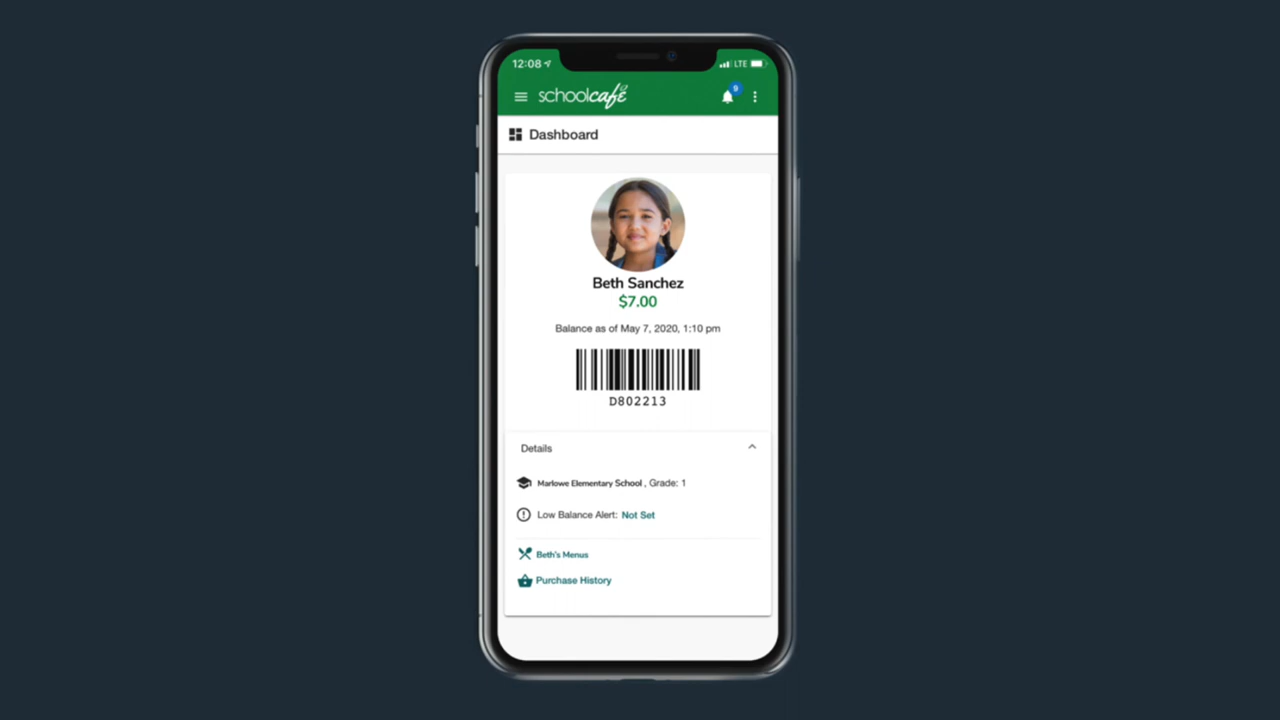 12:08
LTE
schoolcafé
9
Dashboard
Beth Sanchez
$7.00
Balance as of May 7, 2020, 1:10 pm
D802213
Details
Marlowe Elementary School , Grade: 1
Low Balance Alert: Not Set
Beth's Menus
Purchase History